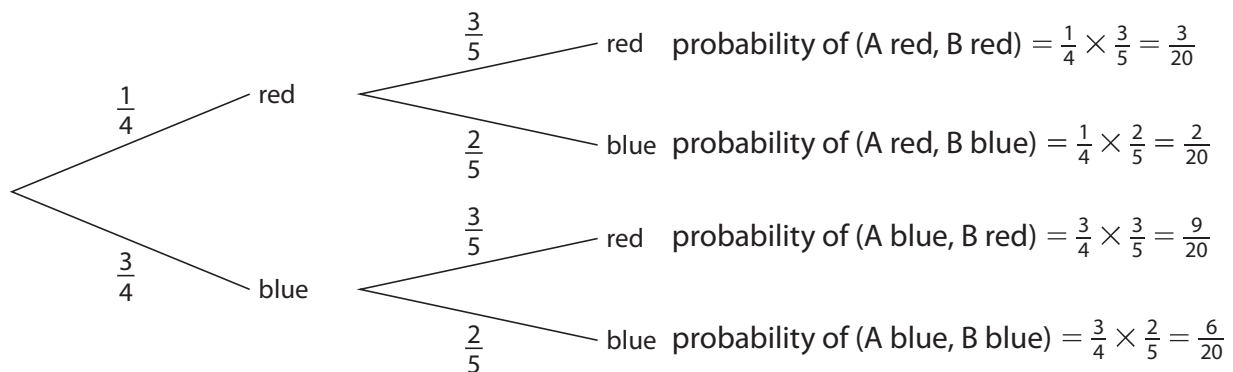 3/5 red probability of (A red, B red) = 1/4 × 3/5 = 3/20
1/4 red
2/5 blue probability of (A red, B blue) = 1/4 × 2/5 = 2/20
3/5 red probability of (A blue, B red) = 3/4 × 3/5 = 9/20
3/4 blue
2/5 blue probability of (A blue, B blue) = 3/4 × 2/5 = 6/20